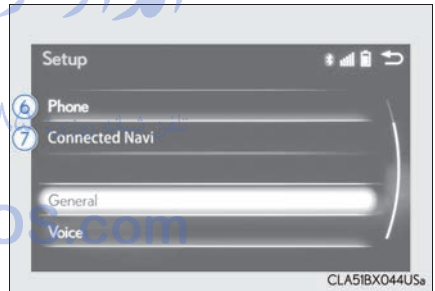 Setup
6 Phone
7 Connected Navi
General
Voice
CLA51BX044USa